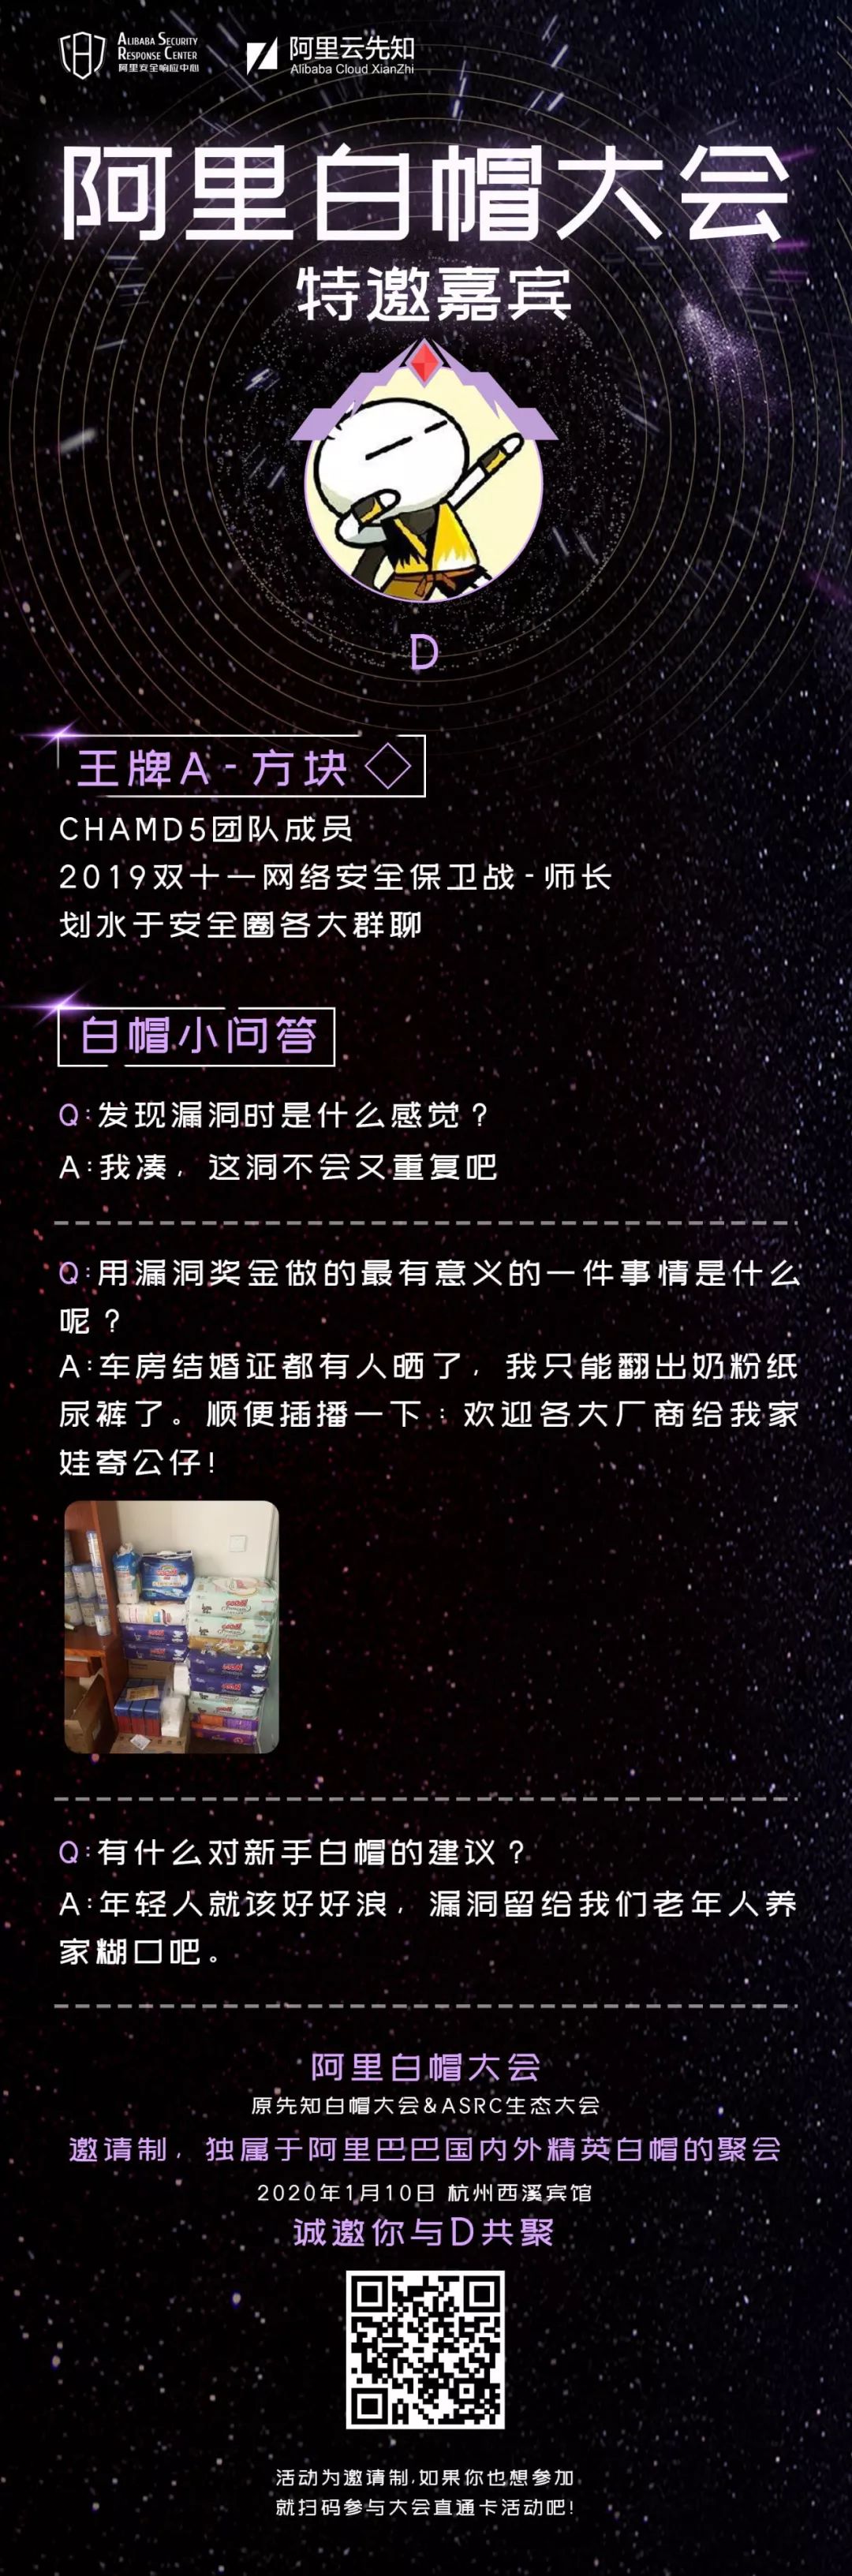 ALIBABA SECURITY
RESPONSE CENTER
阿里安全响应中心
阿里云先知
Alibaba Cloud XianZhi
阿里白帽大会
特邀嘉宾
D
王牌A-方块
CHAMD5团队成员
2019双十一网络安全保卫战-师长
划水于安全圈各大群聊
白帽小问答
Q:发现漏洞时是什么感觉？
A:我凑，这洞不会又重复吧
Q:用漏洞奖金做的最有意义的一件事情是什么
呢？
A:车房结婚证都有人晒了，我只能翻出奶粉纸
尿裤了。顺便插播一下：欢迎各大厂商给我家
娃寄公仔!
Q:有什么对新手白帽的建议？
A:年轻人就该好好浪，漏洞留给我们老年人养
家糊口吧。
阿里白帽大会
原先知白帽大会&ASRC生态大会
邀请制，独属于阿里巴巴国内外精英白帽的聚会
2020年1月10日 杭州西溪宾馆
诚邀你与D共聚
活动为邀请制,如果你也想参加
就扫码参与大会直通卡活动吧!